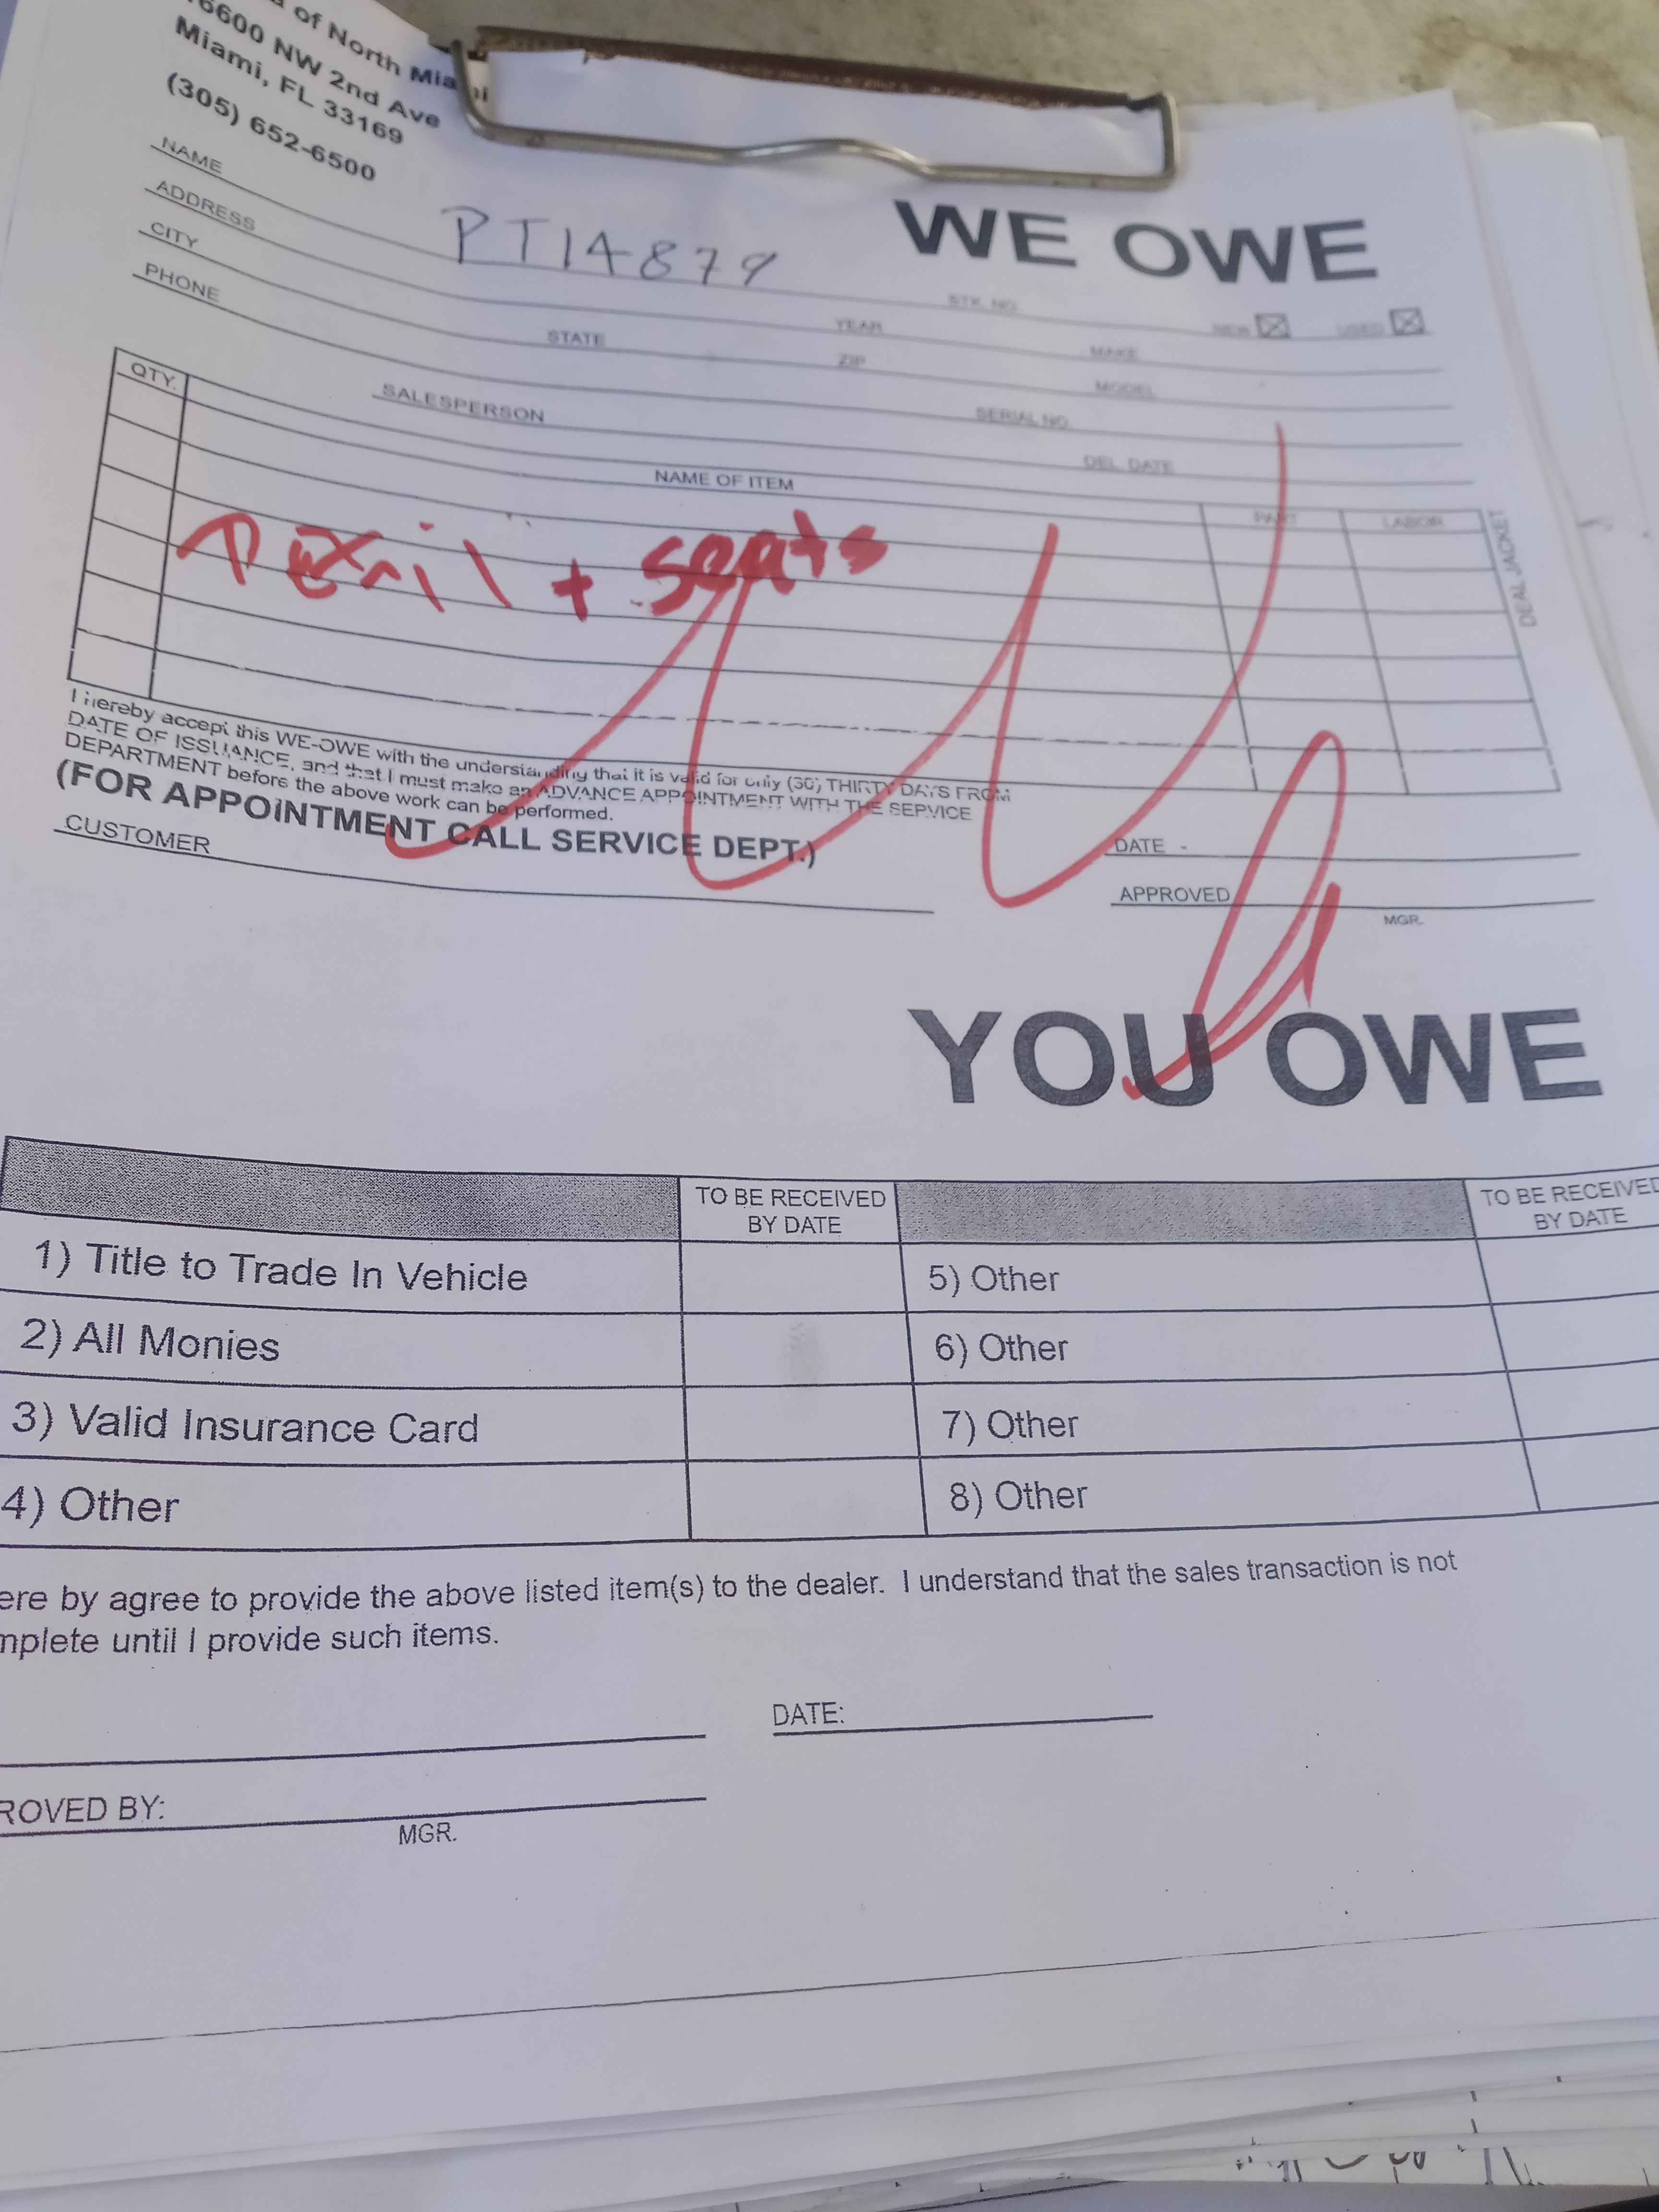 of North Miami
6600 NW 2nd Ave
Miami, FL 33169
(305) 652-6500
WE OWE
NAME
PT14879
STK. NO.
NEW
USED
ADDRESS
YEAR
MAKE
CITY
STATE
ZIP
MODEL
PHONE
SERIAL NO.
SALESPERSON
DEL. DATE
QTY.
NAME OF ITEM
PART
LABOR
DEAL JACKET
+ seats
I hereby accept this WE-OWE with the understanding that it is valid for only (30) THIRTY DAYS FROM
DATE OF ISSUANCE, and that I must make an ADVANCE APPOINTMENT WITH THE SERVICE
DEPARTMENT before the above work can be performed.
(FOR APPOINTMENT CALL SERVICE DEPT.)
CUSTOMER
DATE -
APPROVED
MGR.
YOU OWE
TO BE RECEIVED
BY DATE
TO BE RECEIVED
BY DATE
1) Title to Trade In Vehicle
5) Other
2) All Monies
6) Other
3) Valid Insurance Card
7) Other
4) Other
8) Other
ere by agree to provide the above listed item(s) to the dealer. I understand that the sales transaction is not
mplete until I provide such items.
DATE:
ROVED BY:
MGR.